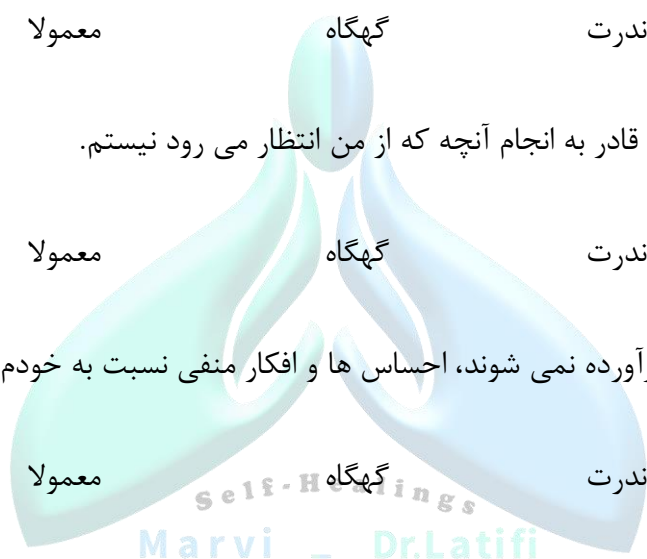 ندرت گهگاه معمولا
قادر به انجام آنچه که از من انتظار می رود نیستم.
ندرت گهگاه معمولا
رآورده نمی شوند، احساس ها و افکار منفی نسبت به خودم
ندرت گهگاه معمولا
Self-Healings
Marvi _ Dr.Latifi